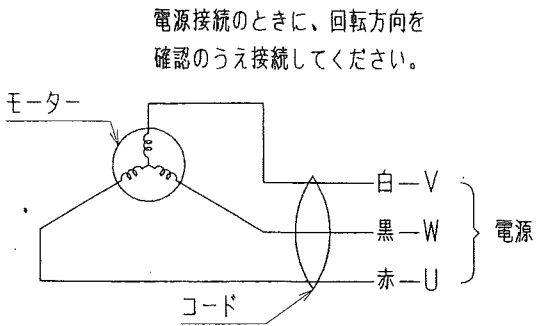 電源接続のときに、回転方向を
確認のうえ接続してください。
モーター
白-V
黒-W
電源
赤-U
コード